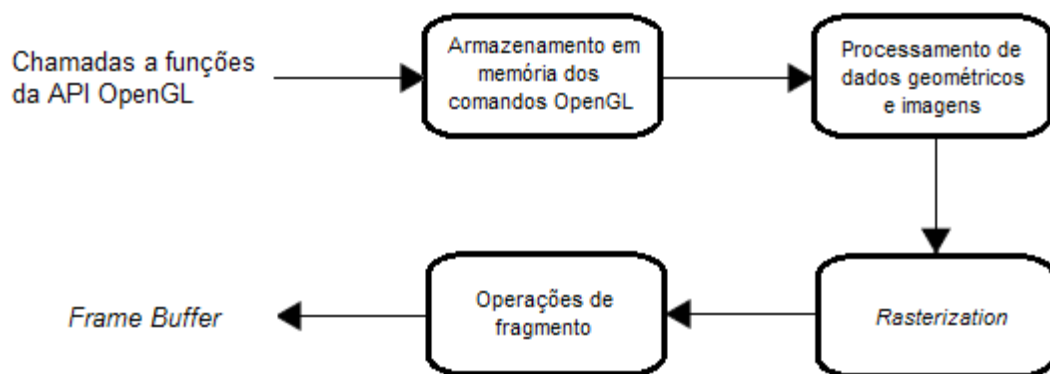 Chamadas a funções
da API OpenGL
Armazenamento em
memória dos
comandos OpenGL
Processamento de
dados geométricos
e imagens
Rasterization
Operações de
fragmento
Frame Buffer